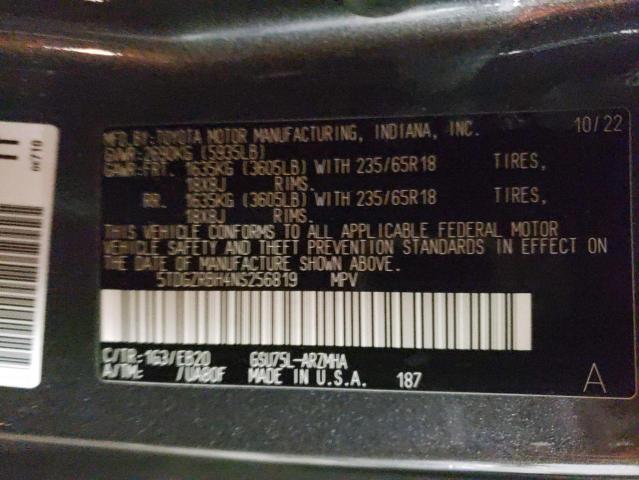 MFD.BY:TOYOTA MOTOR MANUFACTURING, INDIANA, INC. 10/22
GVWR:2690KG (5935LB)
GAWR:FRT. 1635KG (3605LB) WITH 235/65R18 TIRES,
18X8J RIMS.
RR. 1635KG (3605LB) WITH 235/65R18 TIRES,
18X8J RIMS.
THIS VEHICLE CONFORMS TO ALL APPLICABLE FEDERAL MOTOR
VEHICLE SAFETY AND THEFT PREVENTION STANDARDS IN EFFECT ON
THE DATE OF MANUFACTURE SHOWN ABOVE.
5TDGZRBH4NS256819 MPV
C/TR: 1G3/EB20 GSU75L-ARZMHA
A/TM: /UA80F MADE IN U.S.A. 187
A